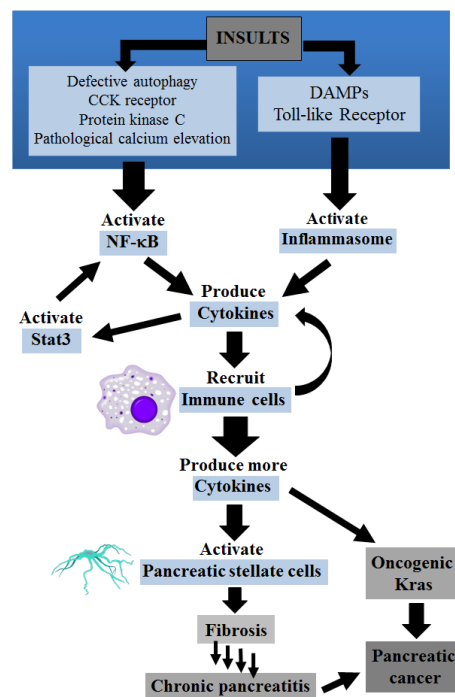 INSULTS
Defective autophagy
CCK receptor
Protein kinase C
Pathological calcium elevation
DAMPs
Toll-like Receptor
Activate
NF-κB
Activate
Inflammasome
Produce
Cytokines
Activate
Stat3
Recruit
Immune cells
Produce more
Cytokines
Activate
Pancreatic stellate cells
Oncogenic
Kras
Fibrosis
Chronic pancreatitis
Pancreatic
cancer